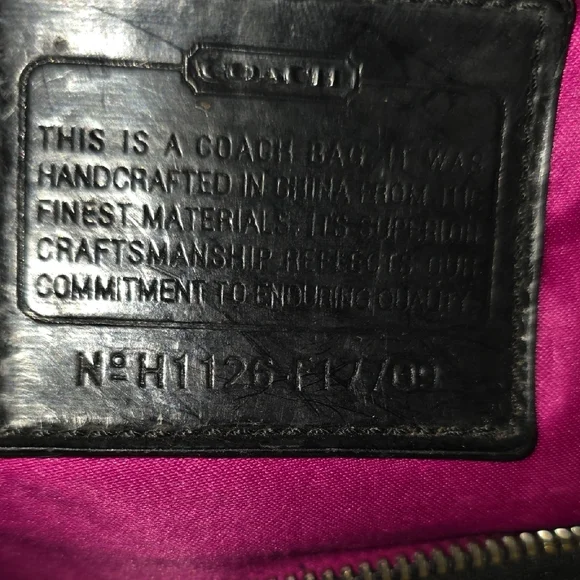 COACH
THIS IS A COACH BAG. IT WAS
HANDCRAFTED IN CHINA FROM THE
FINEST MATERIALS. ITS SUPERIOR
CRAFTSMANSHIP REFLECTS OUR
COMMITMENT TO ENDURING QUALITY.
Nº